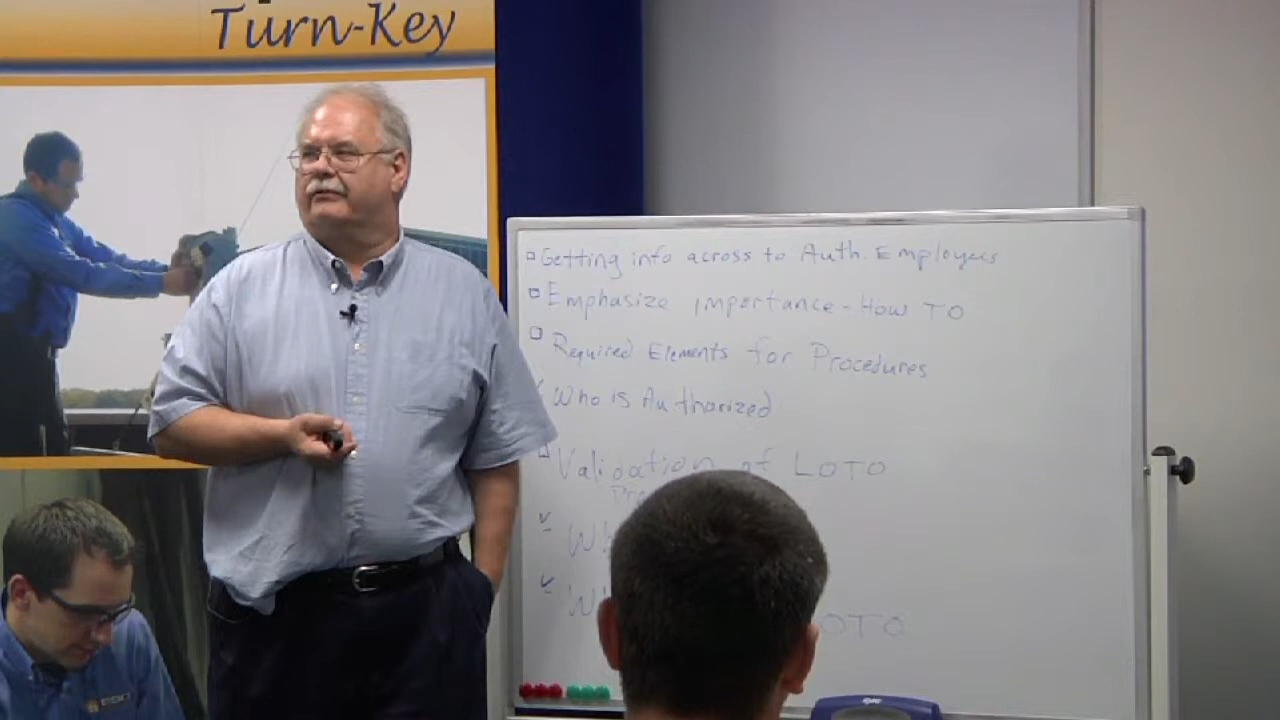 Turn-Key
Getting info across to Auth. Employees
Emphasize importance - How TO
Required Elements for Procedures
Who is Authorized
Validation of LOTO
LOTO